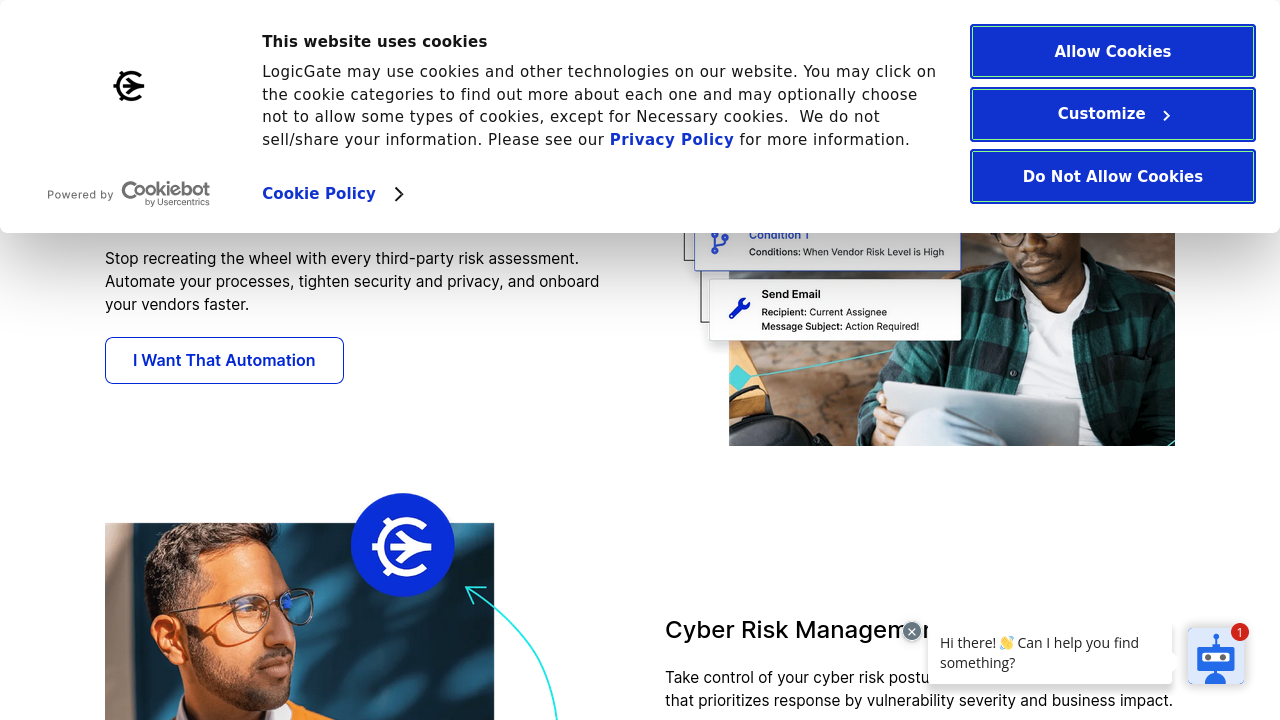 This website uses cookies
LogicGate may use cookies and other technologies on our website. You may click on
the cookie categories to find out more about each one and may optionally choose
not to allow some types of cookies, except for Necessary cookies.  We do not
sell/share your information. Please see our Privacy Policy for more information.
Powered by Cookiebot
by Usercentrics
Cookie Policy
Allow Cookies
Customize
Do Not Allow Cookies
Stop recreating the wheel with every third-party risk assessment.
Automate your processes, tighten security and privacy, and onboard
your vendors faster.
I Want That Automation
Condition 1
Conditions: When Vendor Risk Level is High
Send Email
Recipient: Current Assignee
Message Subject: Action Required!
Cyber Risk Managem
Take control of your cyber risk postu
that prioritizes response by vulnerability severity and business impact.
Hi there! 👋 Can I help you find
something?
1